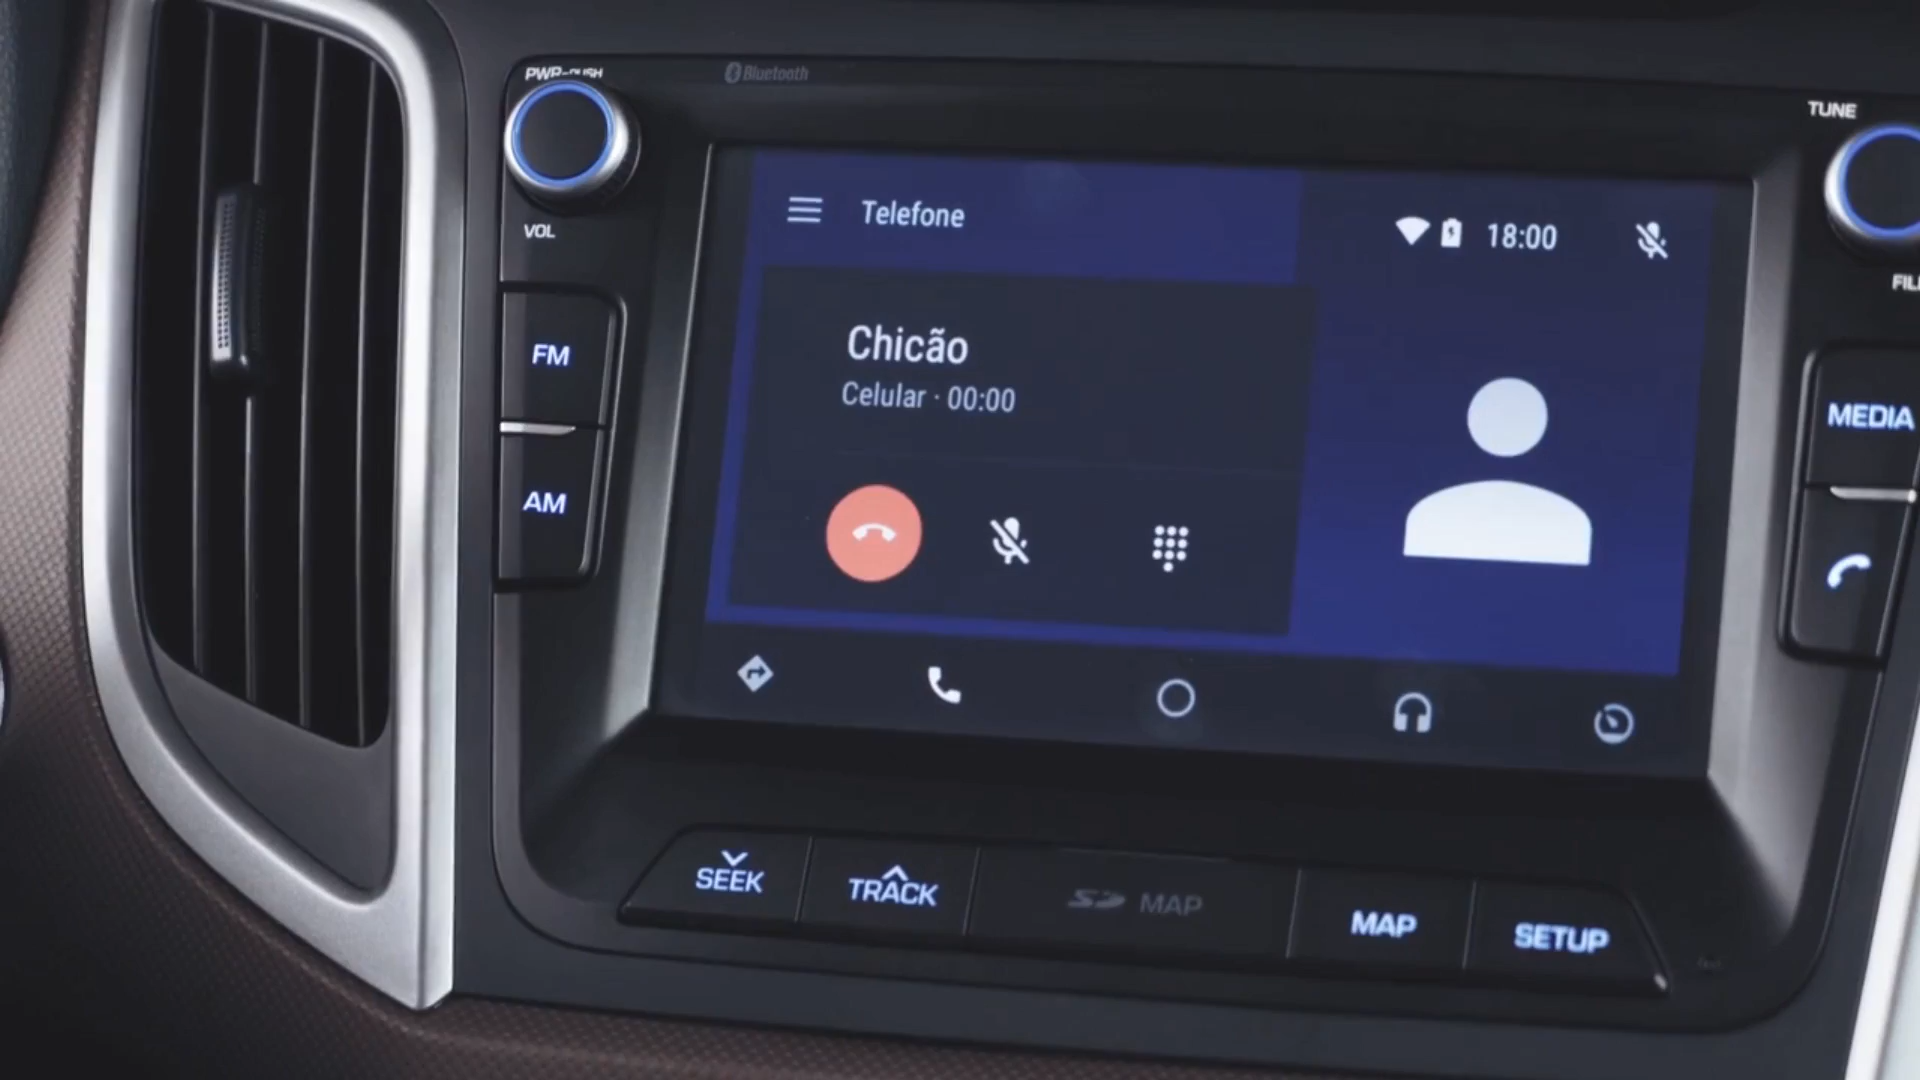 PWR-PUSH
Bluetooth
TUNE
VOL
Telefone
18:00
FM
Chicão
Celular · 00:00
MEDIA
AM
SEEK
TRACK
MAP
MAP
SETUP